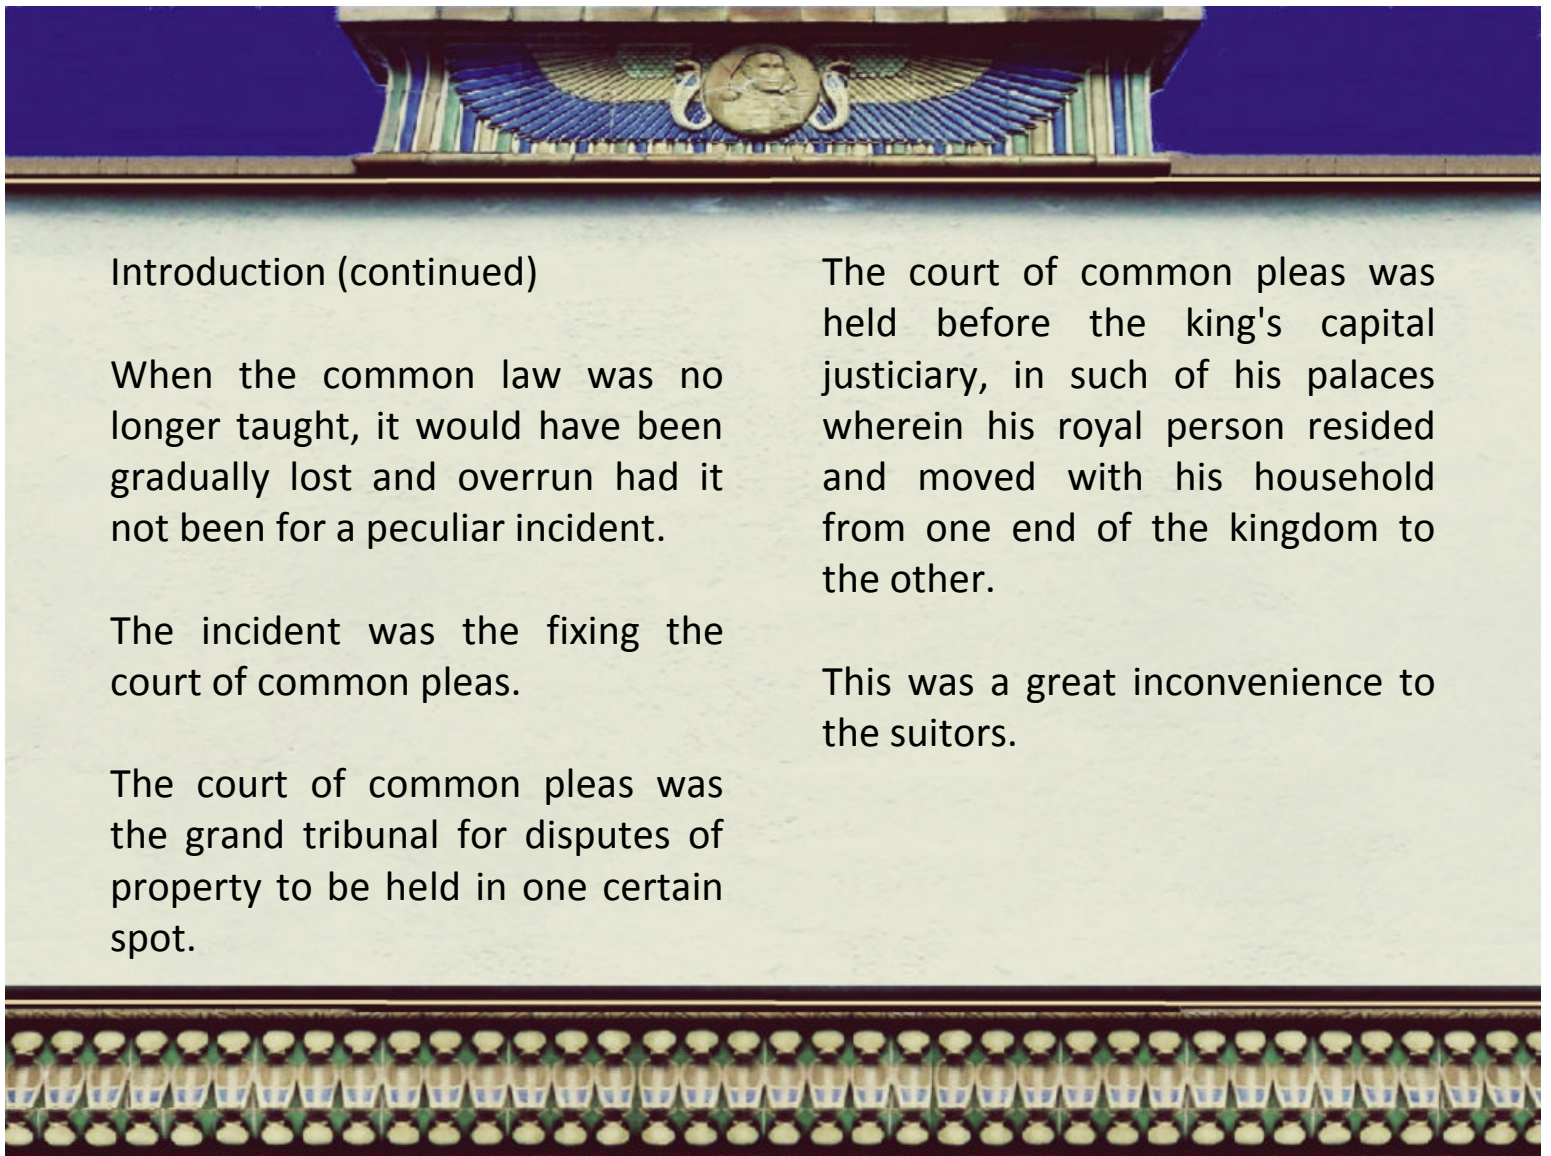 Introduction (continued)
When the common law was no
longer taught, it would have been
gradually lost and overrun had it
not been for a peculiar incident.
The incident was the fixing the
court of common pleas.
The court of common pleas was
the grand tribunal for disputes of
property to be held in one certain
spot.
The court of common pleas was
held before the king's capital
justiciary, in such of his palaces
wherein his royal person resided
and moved with his household
from one end of the kingdom to
the other.
This was a great inconvenience to
the suitors.